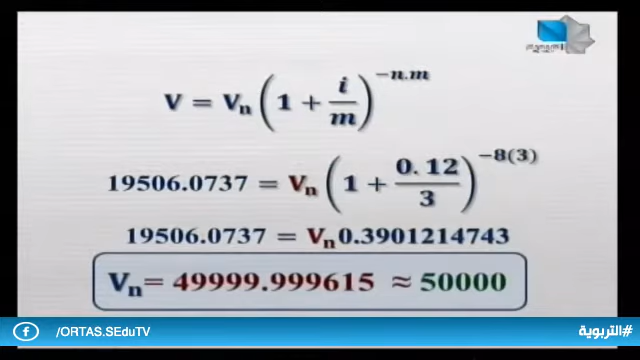 V = Vₙ(1 + i/m)⁻ⁿ·ᵐ
19506.0737 = Vₙ(1 + 0.12/3)⁻⁸⁽³⁾
19506.0737 = Vₙ0.3901214743
Vₙ= 49999.999615 ≈ 50000
/ORTAS.SEduTV
#التربوية